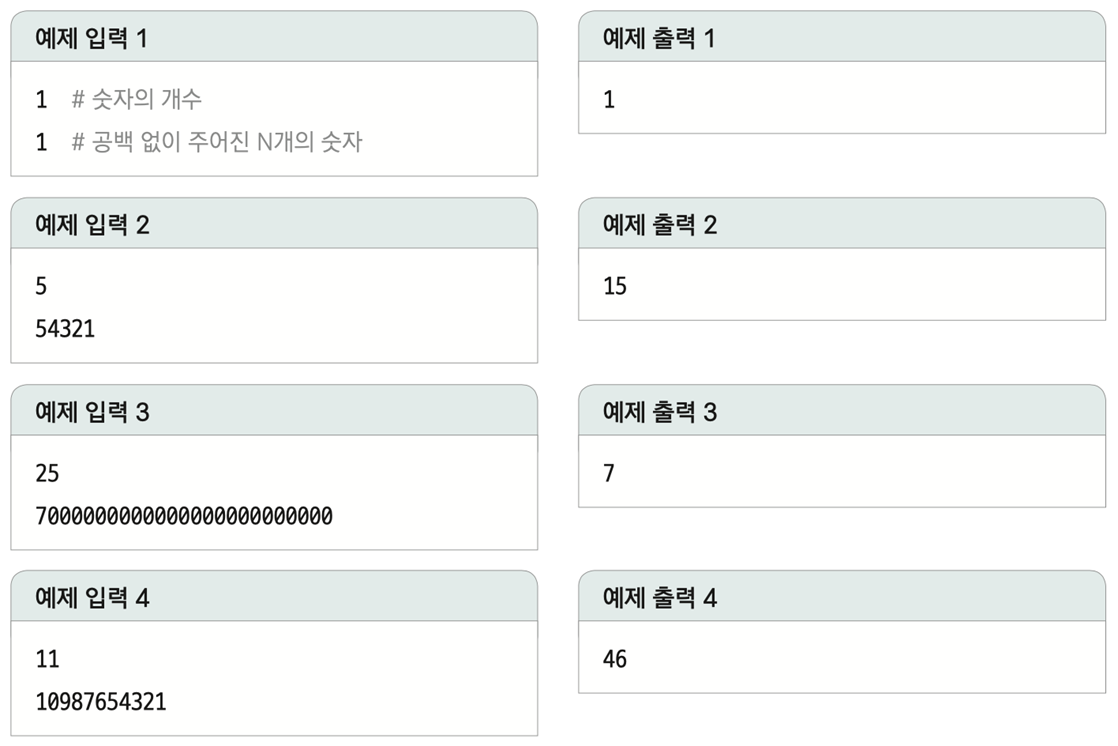 예제 입력 1
1 # 숫자의 개수
1 # 공백 없이 주어진 N개의 숫자
예제 출력 1
1
예제 입력 2
5
54321
예제 출력 2
15
예제 입력 3
25
7000000000000000000000000
예제 출력 3
7
예제 입력 4
11
10987654321
예제 출력 4
46